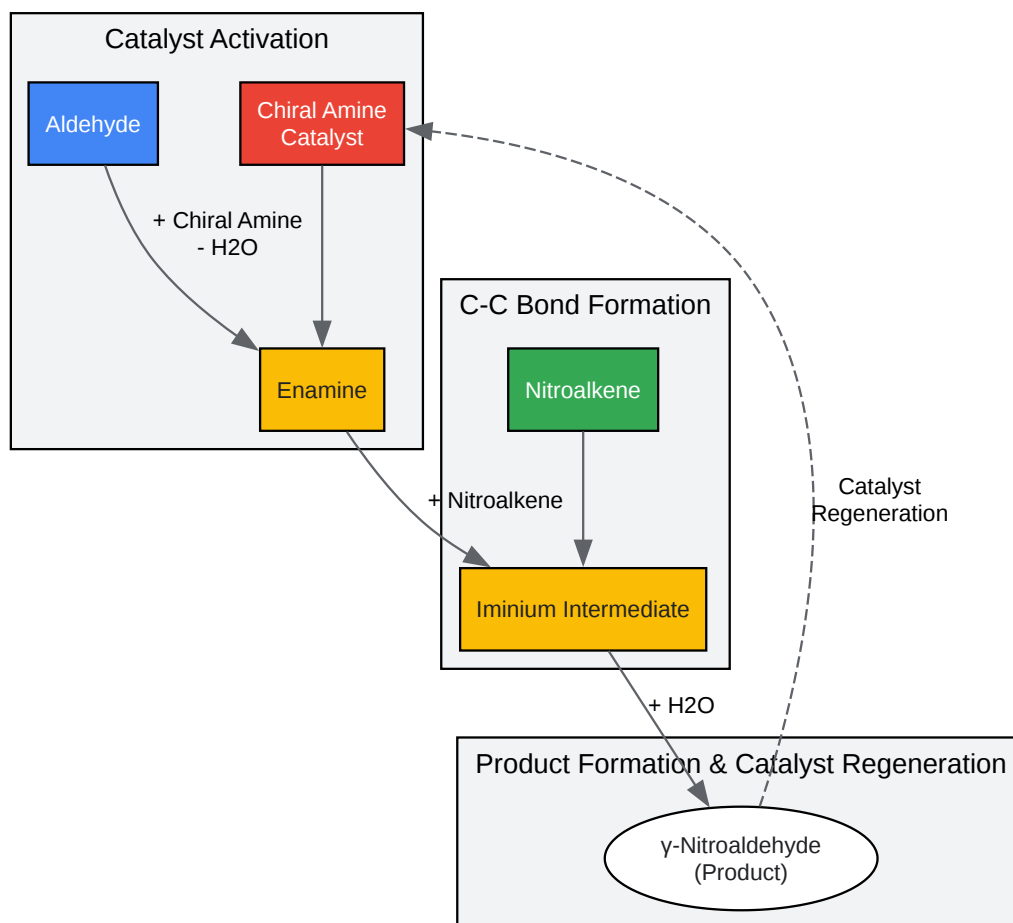 Catalyst Activation
Aldehyde
Chiral Amine
Catalyst
+ Chiral Amine
- H2O
Enamine
C-C Bond Formation
Nitroalkene
+ Nitroalkene
Catalyst
Regeneration
Iminium Intermediate
+ H2O
Product Formation & Catalyst Regeneration
γ-Nitroaldehyde
(Product)